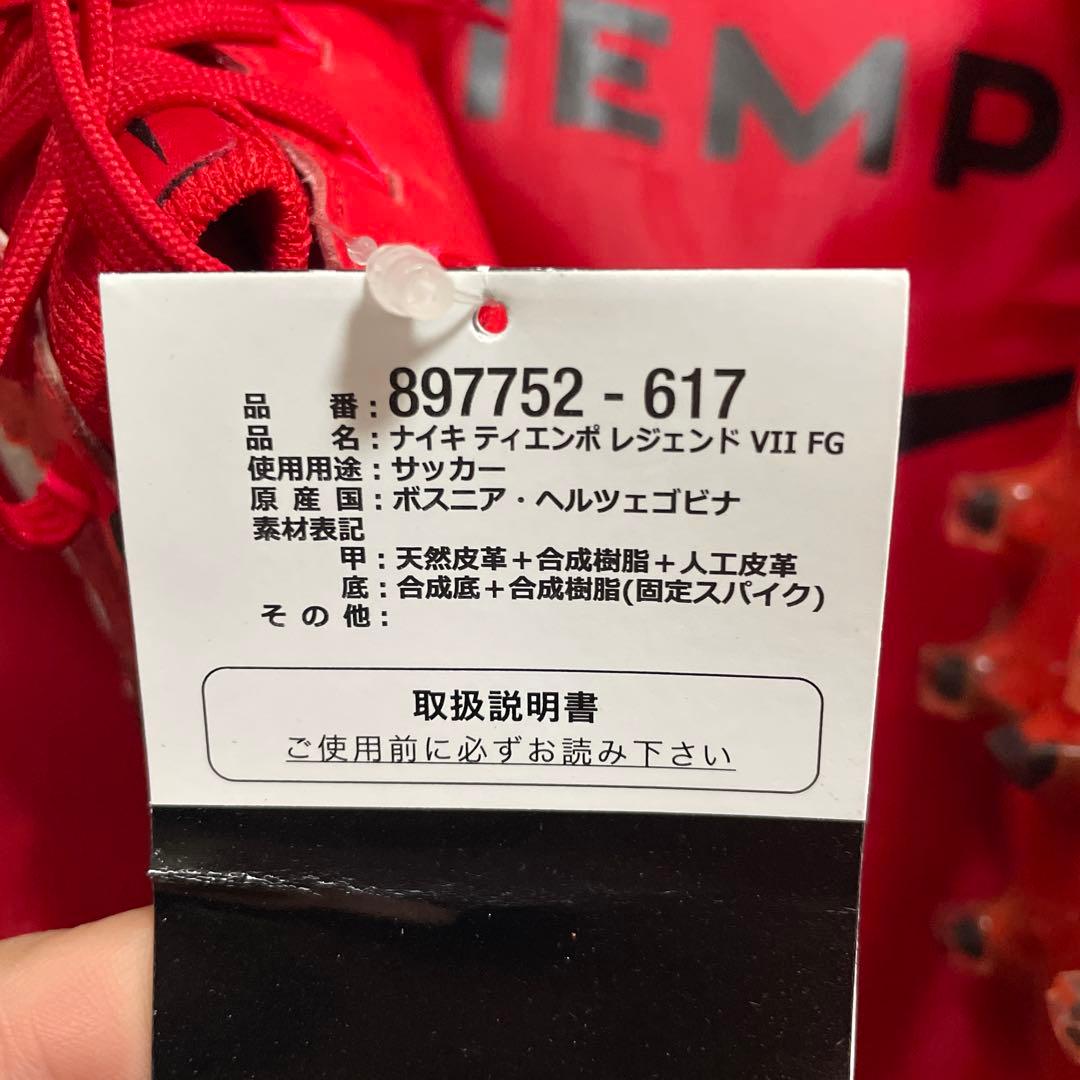 IEMP
品番:897752-617
品名:ナイキ ティエンポ レジェンド VII FG
使用用途:サッカー
原産国:ボスニア・ヘルツェゴビナ
素材表記
甲:天然皮革+合成樹脂+人工皮革
底:合成底+合成樹脂(固定スパイク)
その他:
取扱説明書
ご使用前に必ずお読み下さい